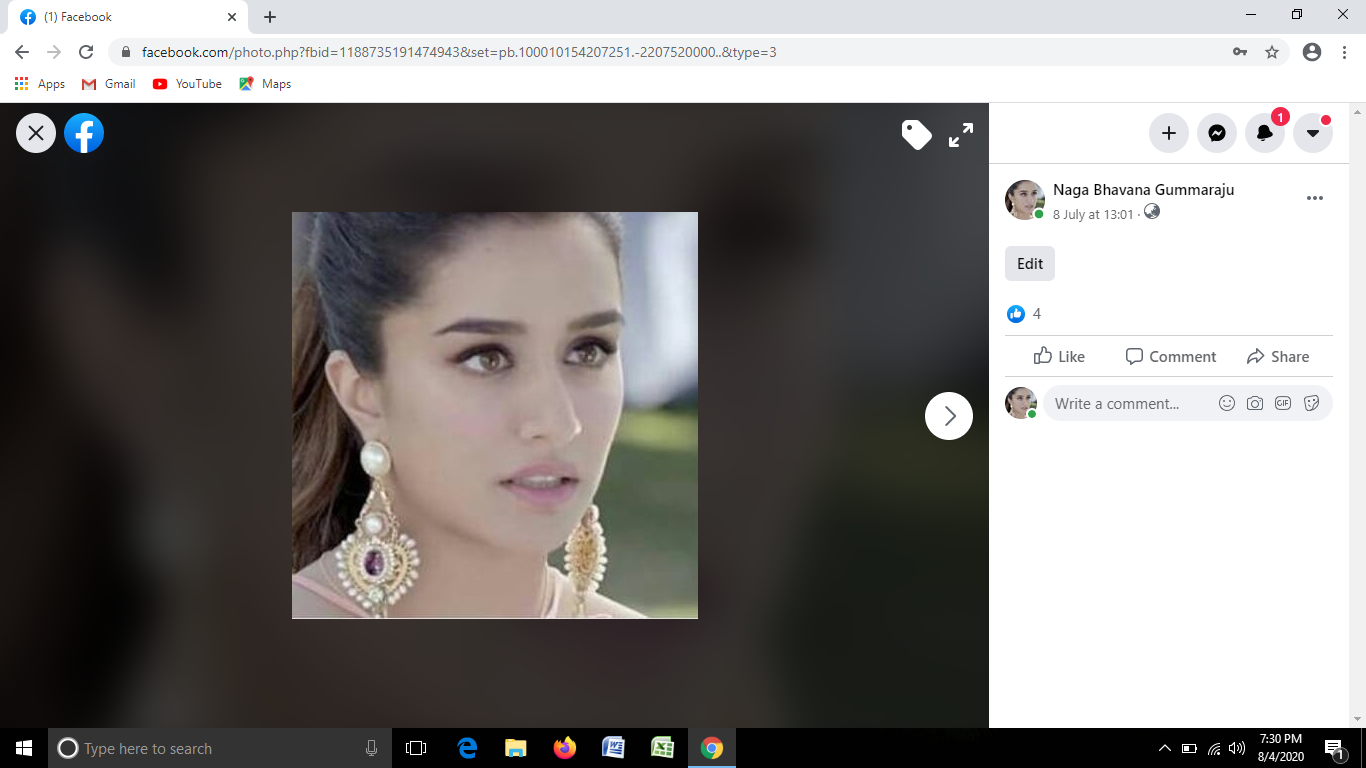 (1) Facebook
facebook.com/photo.php?fbid=1188735191474943&set=pb.100010154207251.-2207520000..&type=3
Apps Gmail YouTube Maps
1
Naga Bhavana Gummaraju
8 July at 13:01 ·
Edit
4
Like Comment Share
Write a comment... GIF
Type here to search
7:30 PM
8/4/2020
1